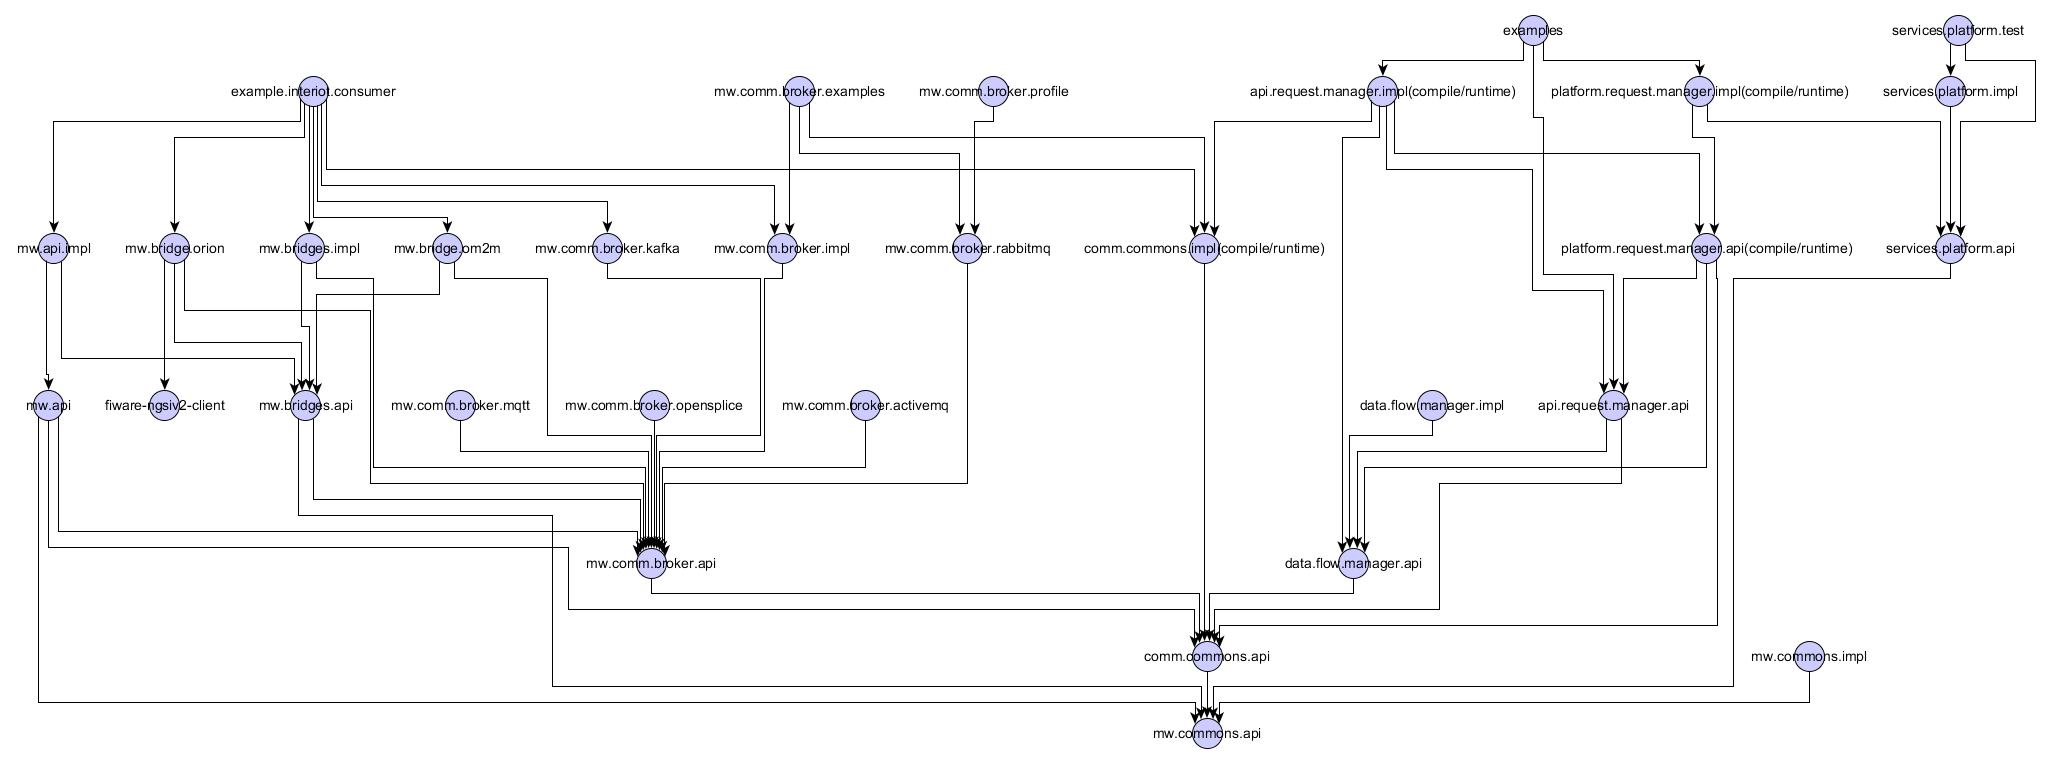 examples
services.platform.test
example.interiot.consumer
mw.comm.broker.examples
mw.comm.broker.profile
api.request.manager.impl(compile/runtime)
platform.request.manager.impl(compile/runtime)
services.platform.impl
mw.api.impl
mw.bridge.orion
mw.bridges.impl
mw.bridge.om2m
mw.comm.broker.kafka
mw.comm.broker.impl
mw.comm.broker.rabbitmq
comm.commons.impl(compile/runtime)
platform.request.manager.api(compile/runtime)
services.platform.api
mw.api
fiware-ngsiv2-client
mw.bridges.api
mw.comm.broker.mqtt
mw.comm.broker.opensplice
mw.comm.broker.activemq
data.flow.manager.impl
api.request.manager.api
mw.comm.broker.api
data.flow.manager.api
comm.commons.api
mw.commons.impl
mw.commons.api